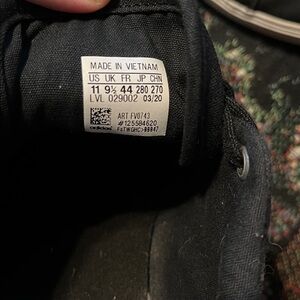 MADE IN VIETNAM
US UK FR JP CHN
11 9½ 44 280 270
LVL 029002 03/20
ART FV0743
#125584620
adidas